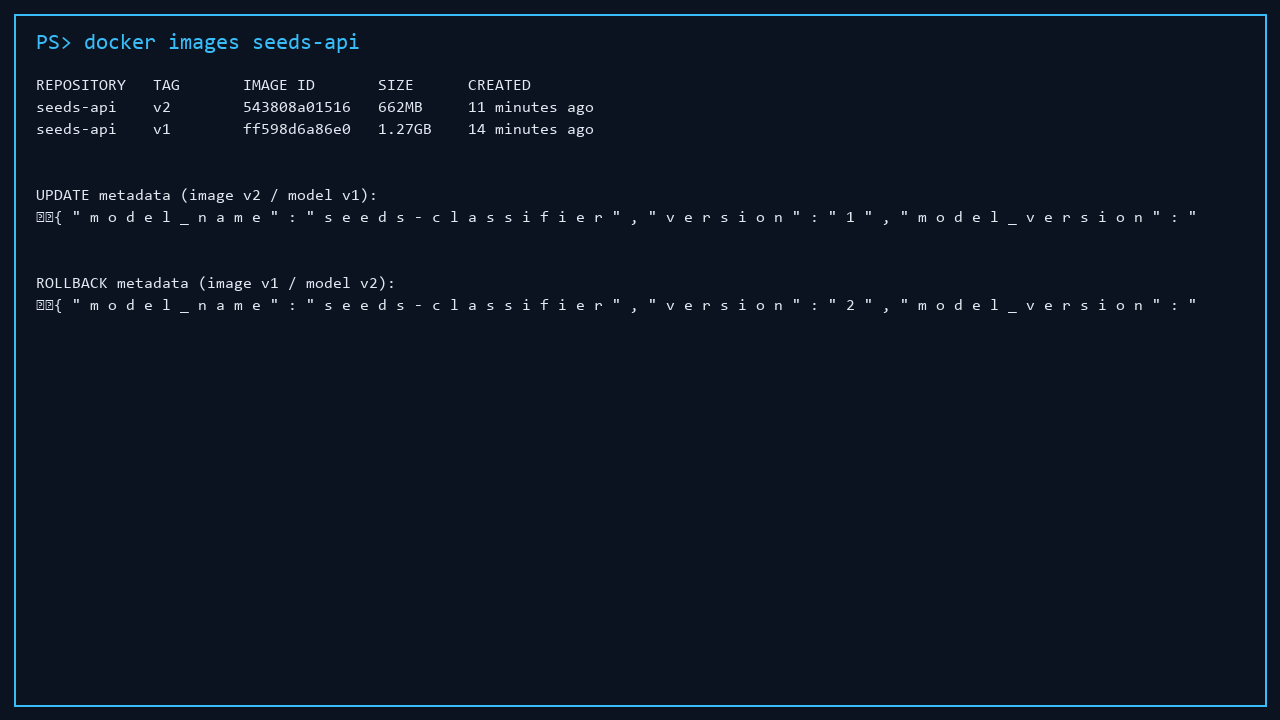 PS> docker images seeds-api
REPOSITORY   TAG       IMAGE ID       SIZE      CREATED
seeds-api    v2        543808a01516   662MB     11 minutes ago
seeds-api    v1        ff598d6a86e0   1.27GB    14 minutes ago
UPDATE metadata (image v2 / model v1):
{ " m o d e l _ n a m e " : " s e e d s - c l a s s i f i e r " , " v e r s i o n " : " 1 " , " m o d e l _ v e r s i o n " : "
ROLLBACK metadata (image v1 / model v2):
{ " m o d e l _ n a m e " : " s e e d s - c l a s s i f i e r " , " v e r s i o n " : " 2 " , " m o d e l _ v e r s i o n " : "